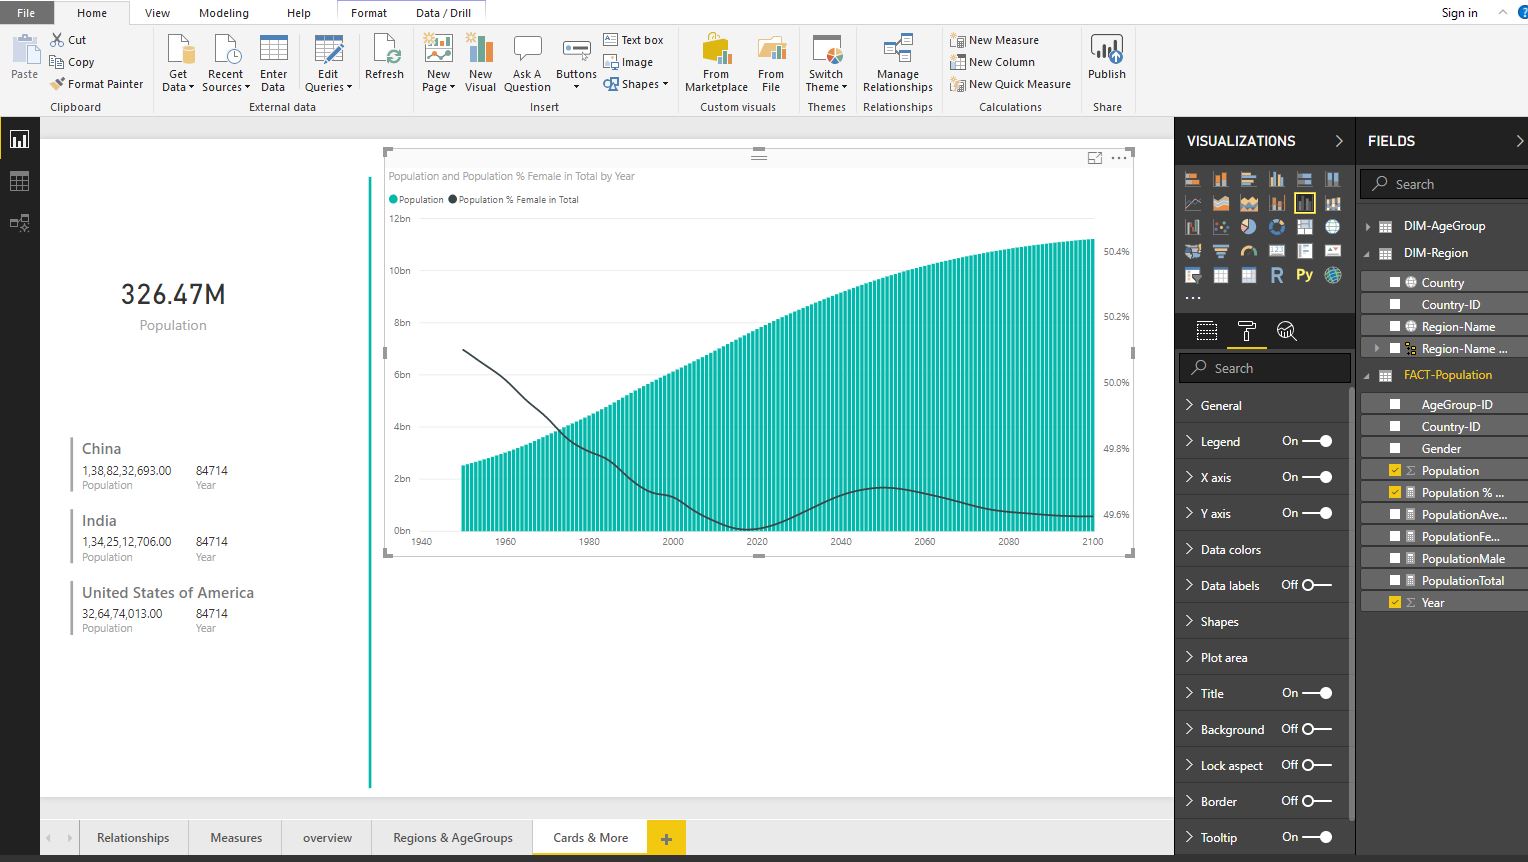 File Home View Modeling Help Format Data / Drill Sign in ?
Paste
Cut
Copy
Format Painter
Clipboard
Get Data
Recent Sources
Enter Data
Edit Queries
Refresh
External data
New Page
New Visual
Ask A Question
Buttons
Text box
Image
Shapes
Insert
From Marketplace
From File
Custom visuals
Switch Theme
Themes
Manage Relationships
Relationships
New Measure
New Column
New Quick Measure
Calculations
Publish
Share
326.47M
Population
China
1,38,82,32,693.00 84714
Population Year
India
1,34,25,12,706.00 84714
Population Year
United States of America
32,64,74,013.00 84714
Population Year
Population and Population % Female in Total by Year
Population Population % Female in Total
12bn
10bn
8bn
6bn
4bn
2bn
0bn
50.4%
50.2%
50.0%
49.8%
49.6%
1940 1960 1980 2000 2020 2040 2060 2080 2100
VISUALIZATIONS
R Py
...
Search
General
Legend On
X axis On
Y axis On
Data colors
Data labels Off
Shapes
Plot area
Title On
Background Off
Lock aspect Off
Border Off
Tooltip On
FIELDS
Search
DIM-AgeGroup
DIM-Region
Country
Country-ID
Region-Name
Region-Name ...
FACT-Population
AgeGroup-ID
Country-ID
Gender
Σ Population
Population % ...
PopulationAve...
PopulationFe...
PopulationMale
PopulationTotal
Σ Year
Relationships Measures overview Regions & AgeGroups Cards & More +